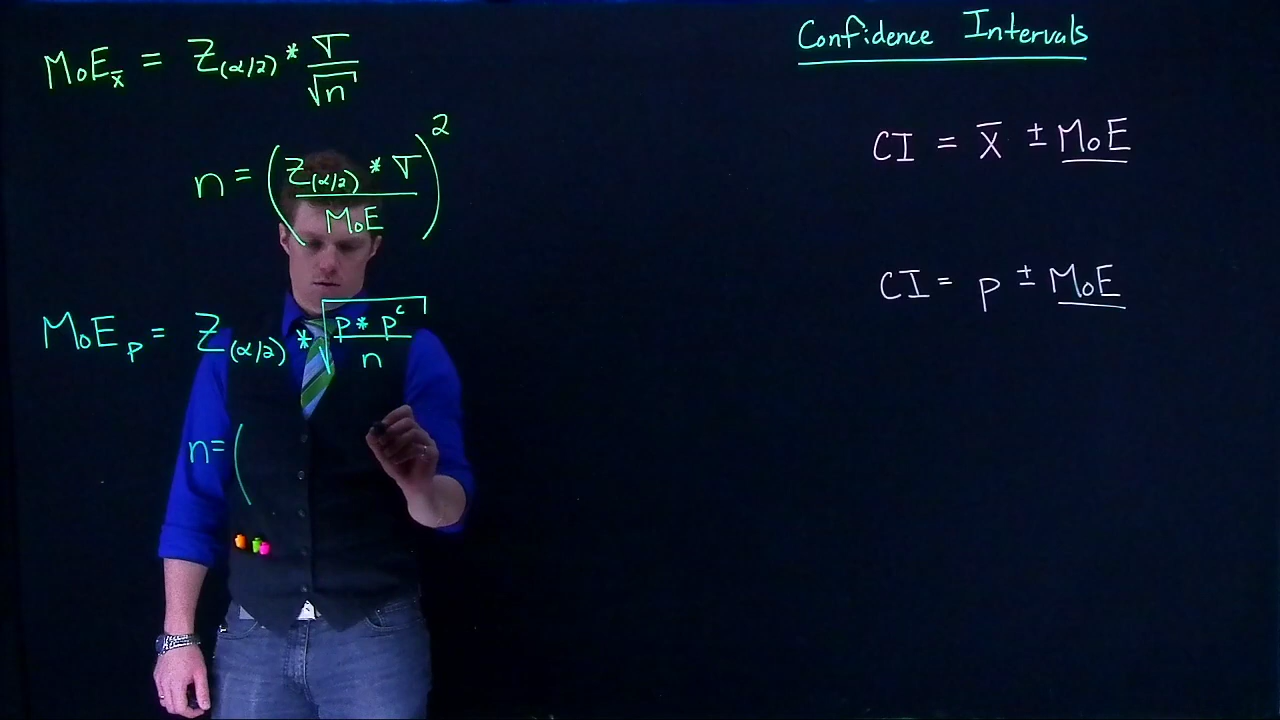 Confidence Intervals
MoE_x̄ = Z_(α/2) * σ/√n
n = (Z_(α/2) * σ / MoE)^2
MoE_p = Z_(α/2) * √(p * p^c / n)
n = (
CI = x̄ ± MoE
CI = p ± MoE